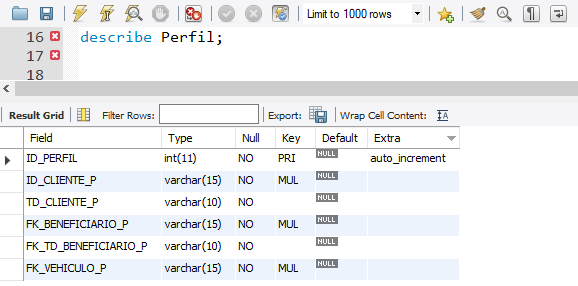 Limit to 1000 rows
16 describe Perfil;
17
18
Result Grid Filter Rows: Export: Wrap Cell Content: IA
Field Type Null Key Default Extra
ID_PERFIL int(11) NO PRI NULL auto_increment
ID_CLIENTE_P varchar(15) NO MUL NULL
TD_CLIENTE_P varchar(10) NO NULL
FK_BENEFICIARIO_P varchar(15) NO MUL NULL
FK_TD_BENEFICIARIO_P varchar(10) NO NULL
FK_VEHICULO_P varchar(15) NO MUL NULL